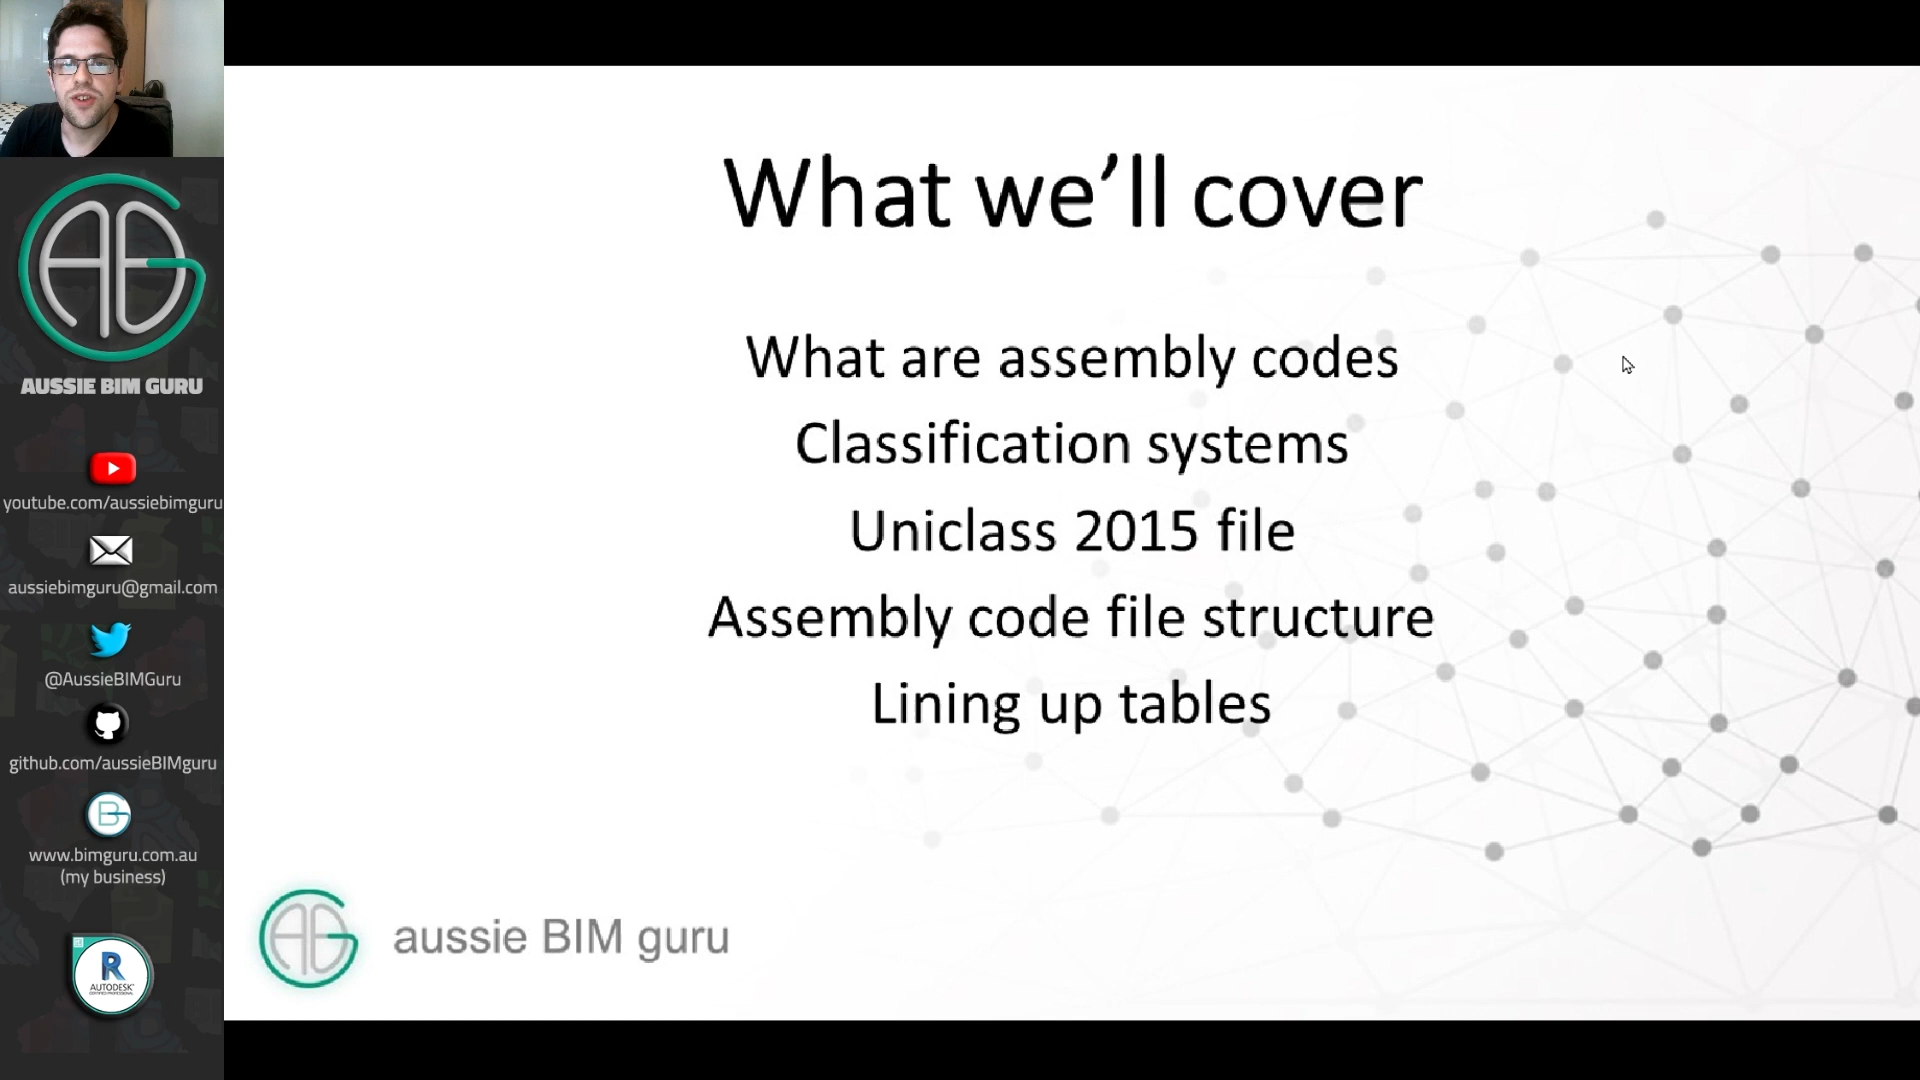 AUSSIE BIM GURU
youtube.com/aussiebimguru
aussiebimguru@gmail.com
@AussieBIMGuru
github.com/aussieBIMguru
www.bimguru.com.au
(my business)
R
AUTODESK
CERTIFIED PROFESSIONAL
What we’ll cover
What are assembly codes
Classification systems
Uniclass 2015 file
Assembly code file structure
Lining up tables
aussie BIM guru